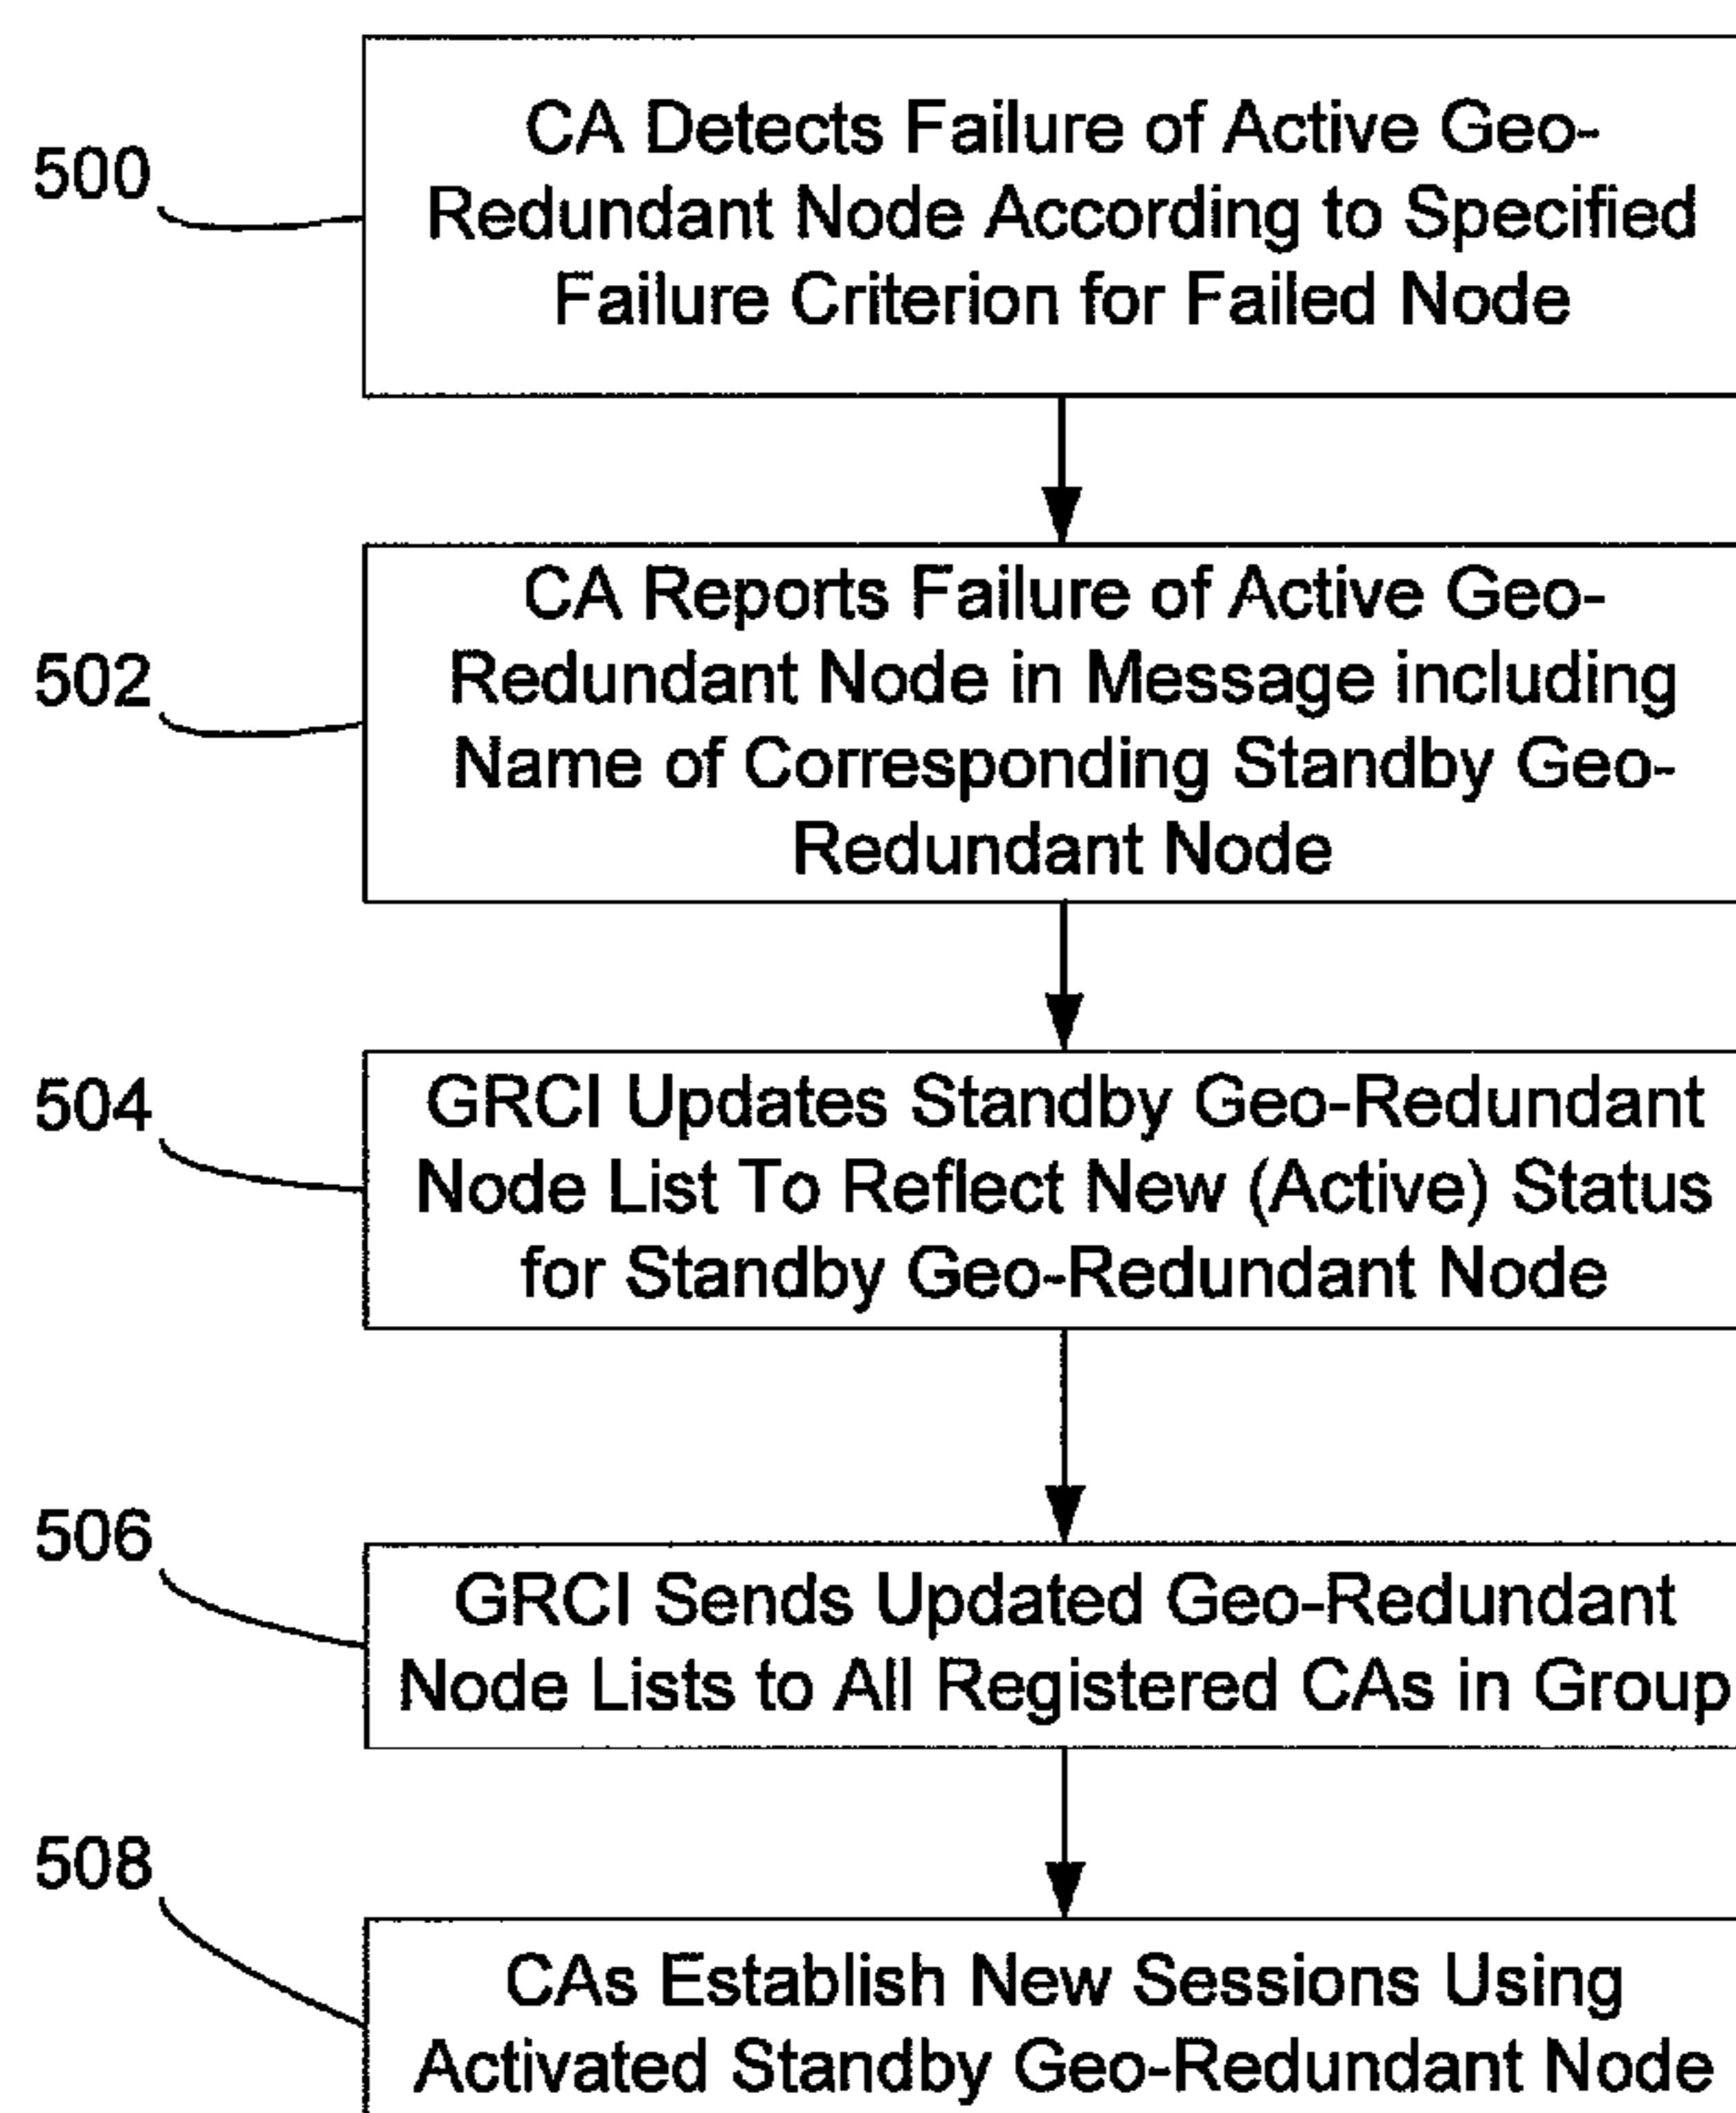 500
CA Detects Failure of Active Geo-
Redundant Node According to Specified
Failure Criterion for Failed Node
502
CA Reports Failure of Active Geo-
Redundant Node in Message including
Name of Corresponding Standby Geo-
Redundant Node
504
GRCI Updates Standby Geo-Redundant
Node List To Reflect New (Active) Status
for Standby Geo-Redundant Node
506
GRCI Sends Updated Geo-Redundant
Node Lists to All Registered CAs in Group
508
CAs Establish New Sessions Using
Activated Standby Geo-Redundant Node